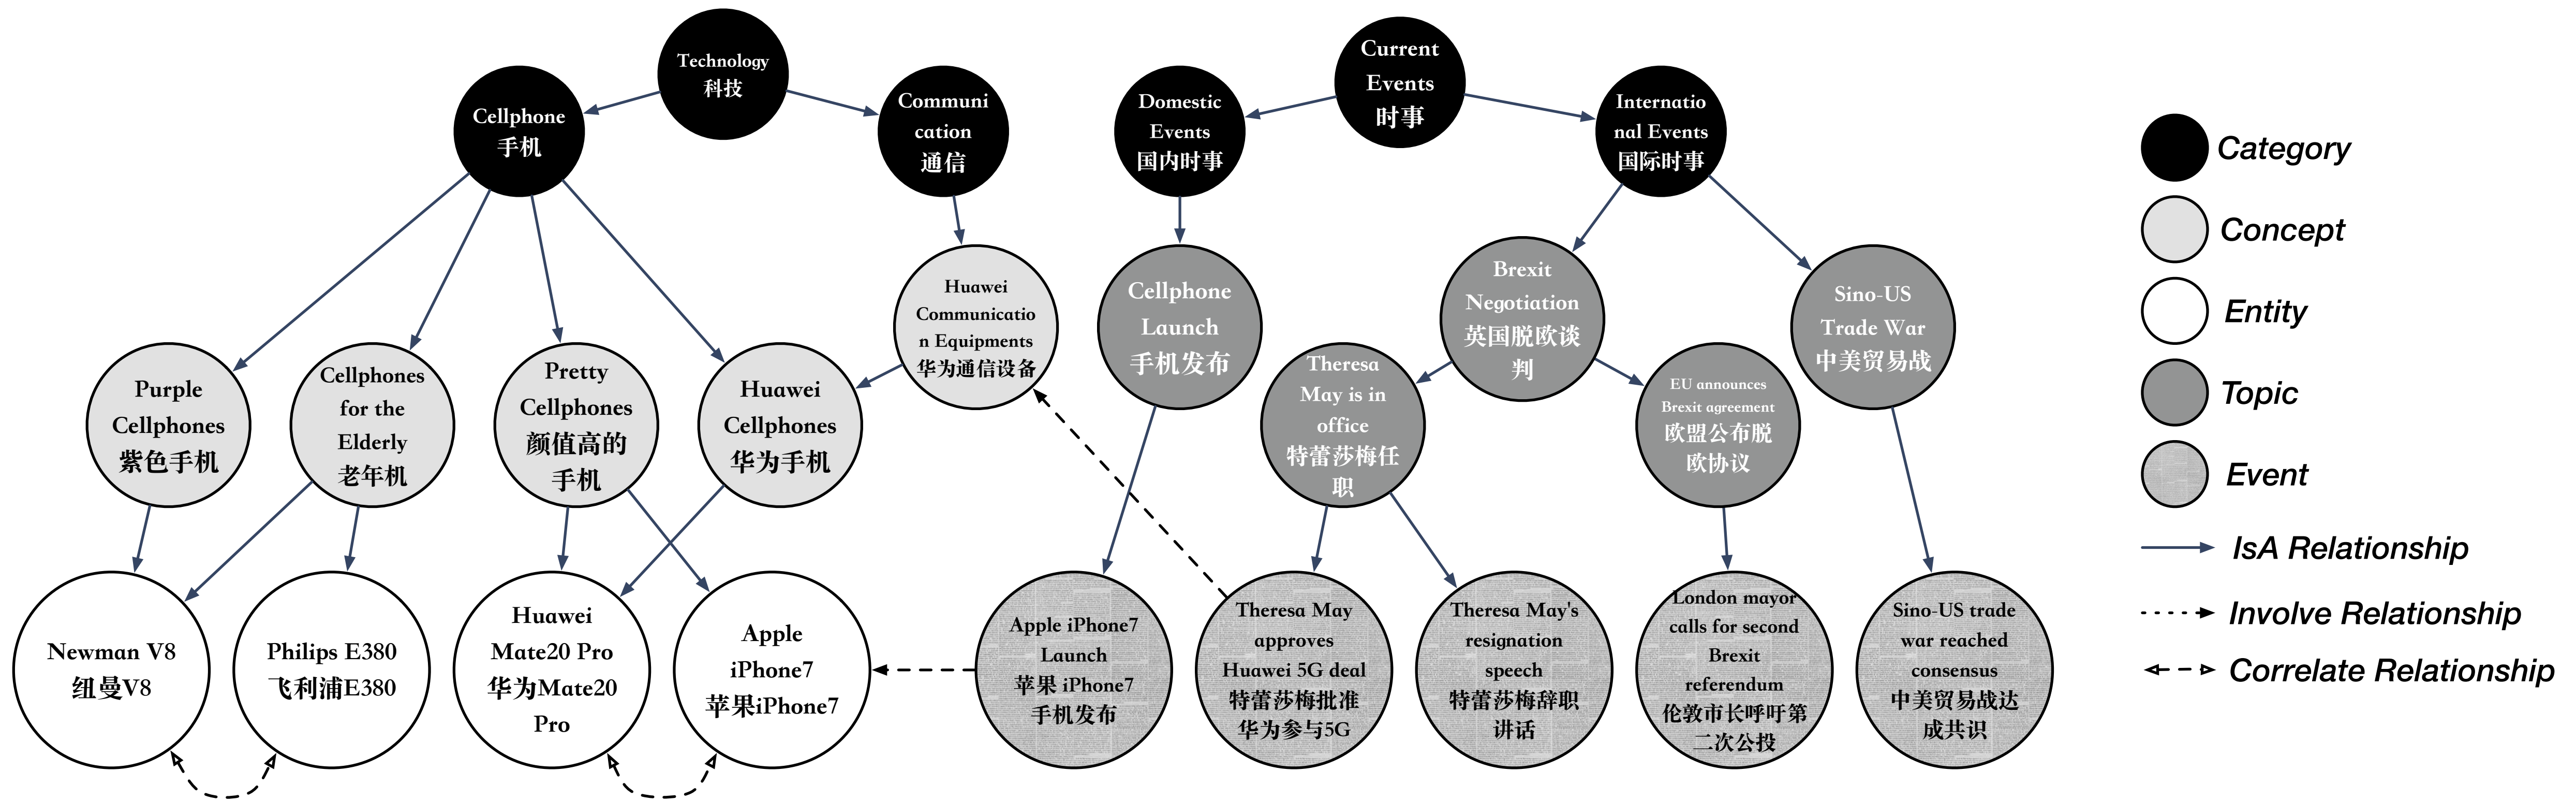 Technology
科技
Cellphone
手机
Communi
cation
通信
Current
Events
时事
Domestic
Events
国内时事
Internatio
nal Events
国际时事
Huawei
Communicatio
n Equipments
华为通信设备
Cellphone
Launch
手机发布
Brexit
Negotiation
英国脱欧谈
判
Sino-US
Trade War
中美贸易战
Purple
Cellphones
紫色手机
Cellphones
for the
Elderly
老年机
Pretty
Cellphones
颜值高的
手机
Huawei
Cellphones
华为手机
Theresa
May is in
office
特蕾莎梅任
职
EU announces
Brexit agreement
欧盟公布脱
欧协议
Newman V8
纽曼V8
Philips E380
飞利浦E380
Huawei
Mate20 Pro
华为Mate20
Pro
Apple
iPhone7
苹果iPhone7
Apple iPhone7
Launch
苹果 iPhone7
手机发布
Theresa May
approves
Huawei 5G deal
特蕾莎梅批准
华为参与5G
Theresa May's
resignation
speech
特蕾莎梅辞职
讲话
London mayor
calls for second
Brexit
referendum
伦敦市长呼吁第
二次公投
Sino-US trade
war reached
consensus
中美贸易战达
成共识
Category
Concept
Entity
Topic
Event
IsA Relationship
Involve Relationship
Correlate Relationship